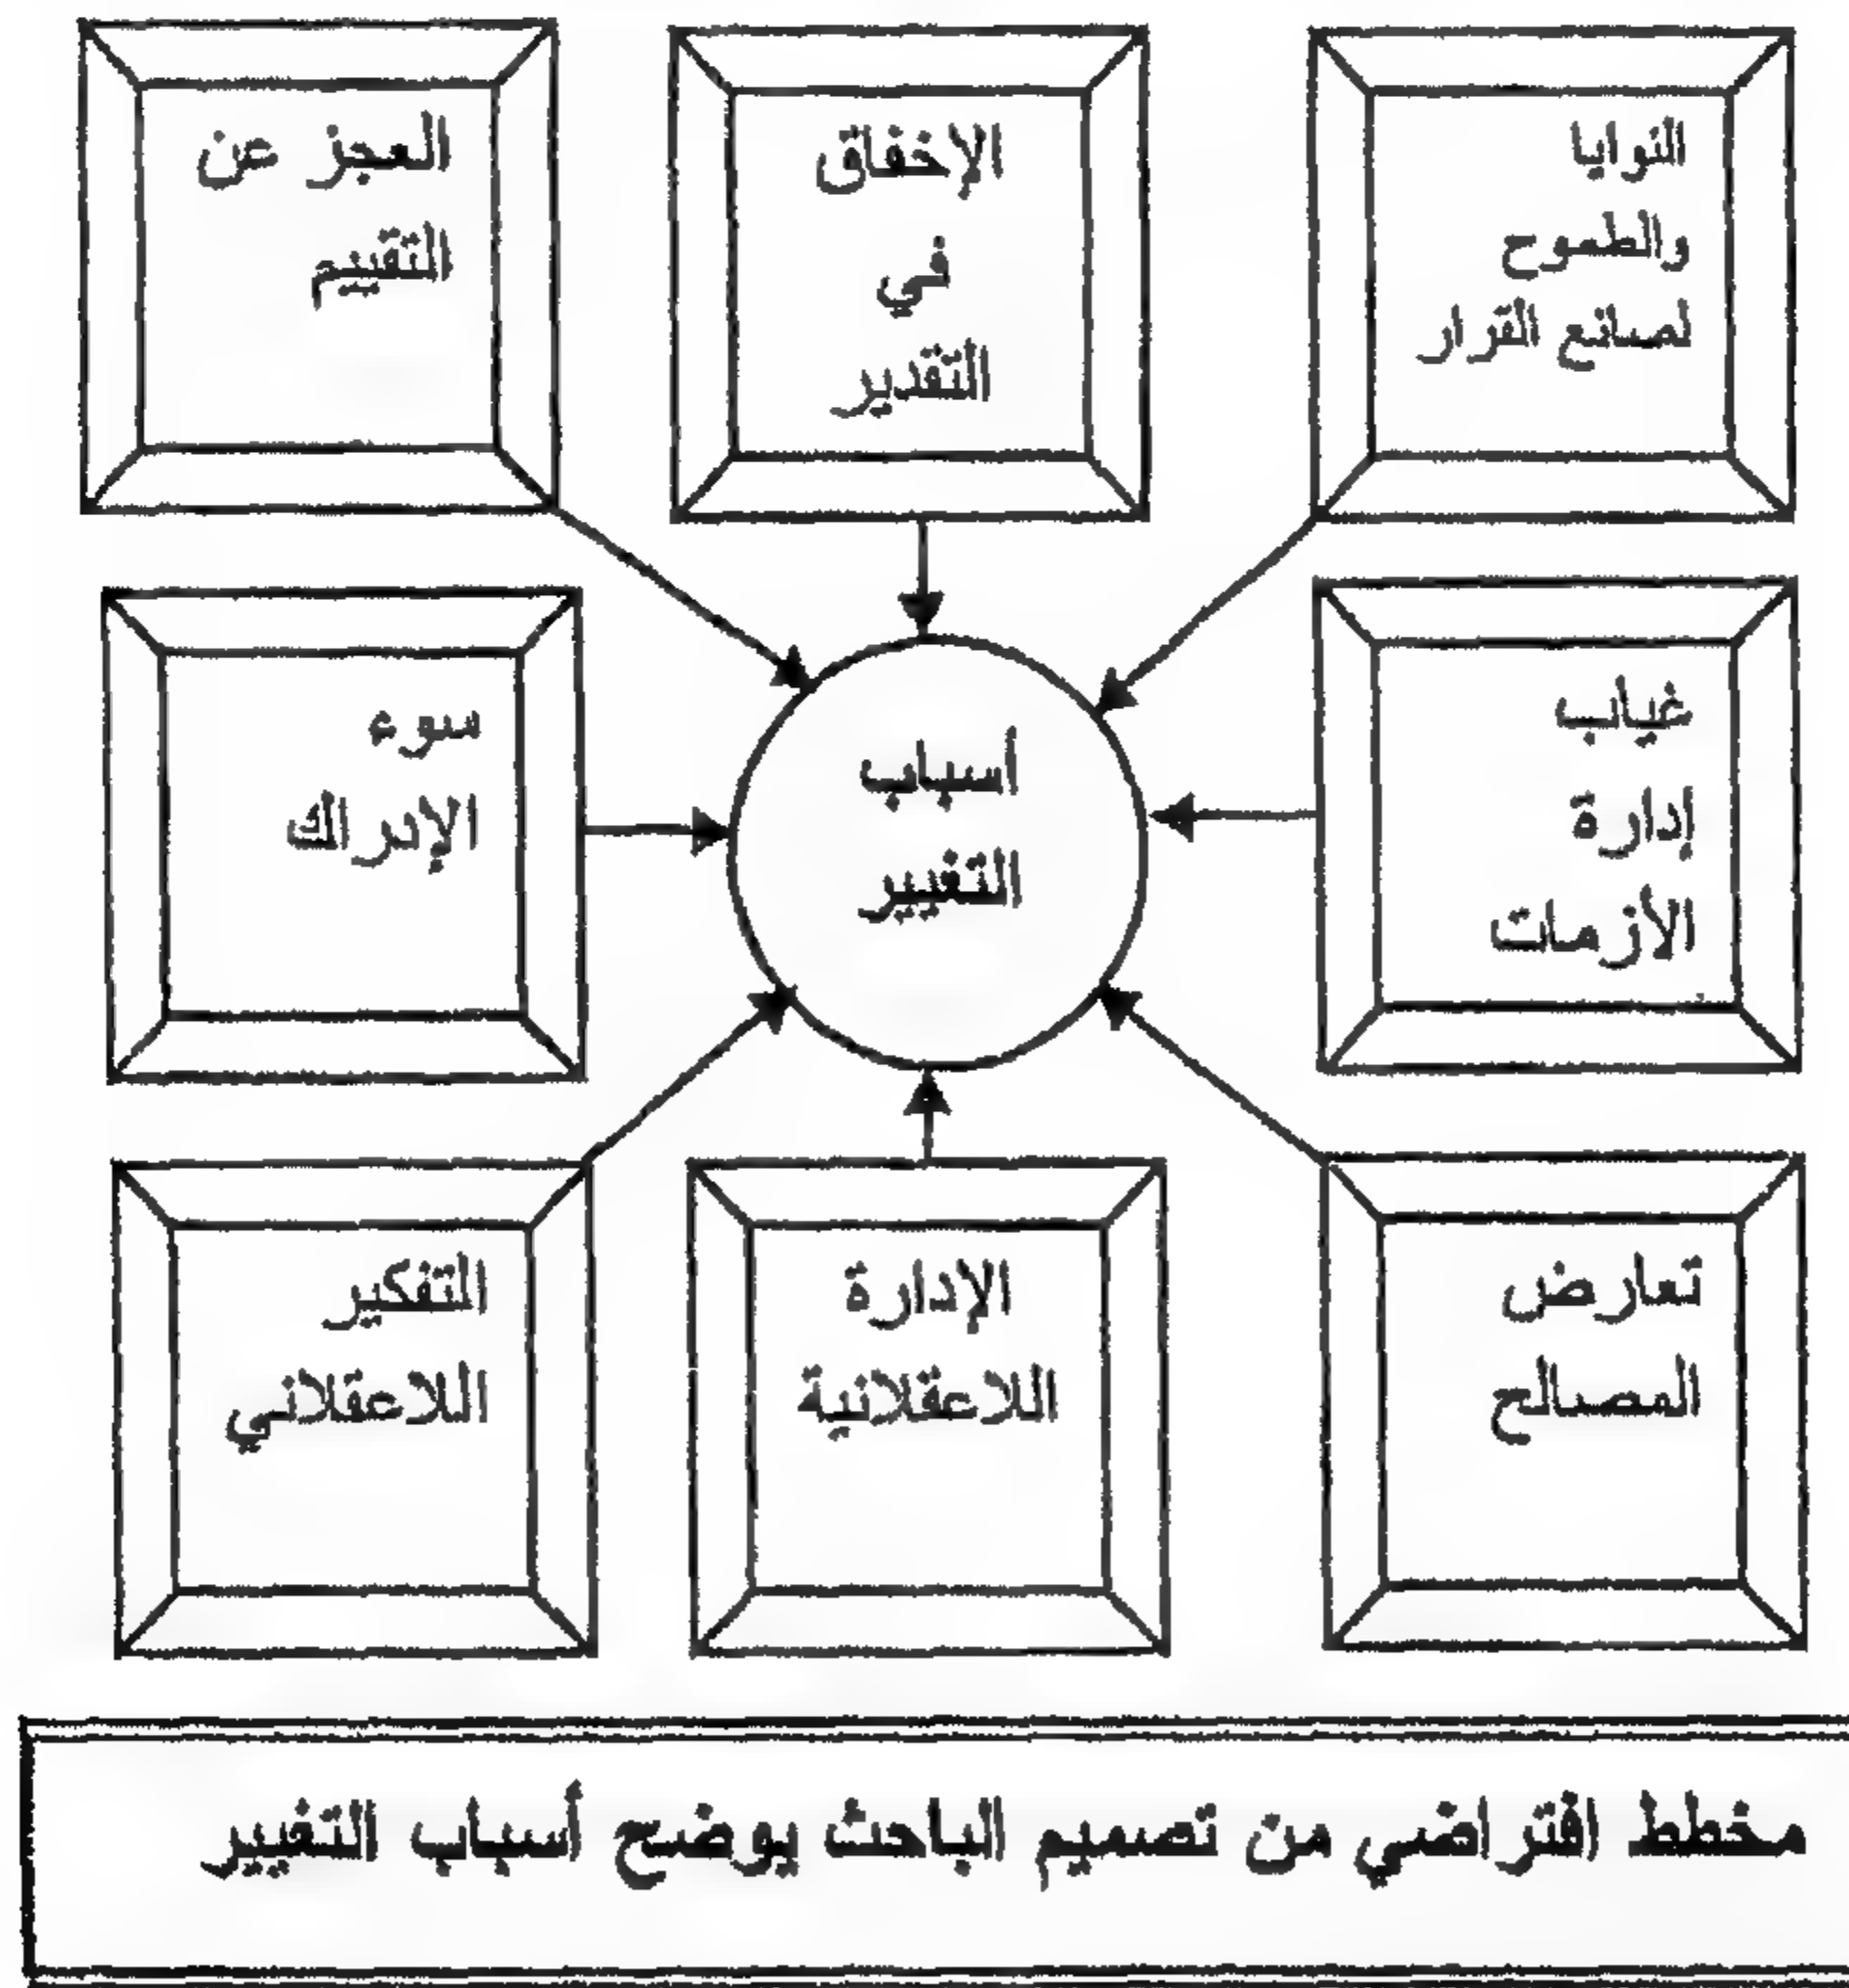 النوايا
والطموح
لصانع القرار
الإخفاق
في
التقدير
العجز عن
التقييم
غياب
إدارة
الأزمات
أسباب
التغيير
سوء
الإدراك
تعارض
المصالح
الإدارة
اللاعقلانية
التفكير
اللاعقلاني
مخطط افتراضي من تصميم الباحث يوضح أسباب التغيير